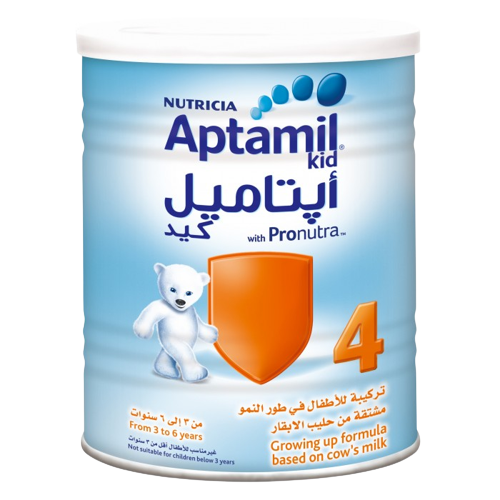 NUTRICIA
Aptamil®
kid
أپتاميل
كيد
with Pronutra™
4
تركيبة للأطفال في طور النمو
مشتقة من حليب الابقار
Growing up formula
based on cow's milk
من ٣ إلى ٦ سنوات
From 3 to 6 years
غير مناسب للأطفال أقل من ٣ سنوات
Not suitable for children below 3 years